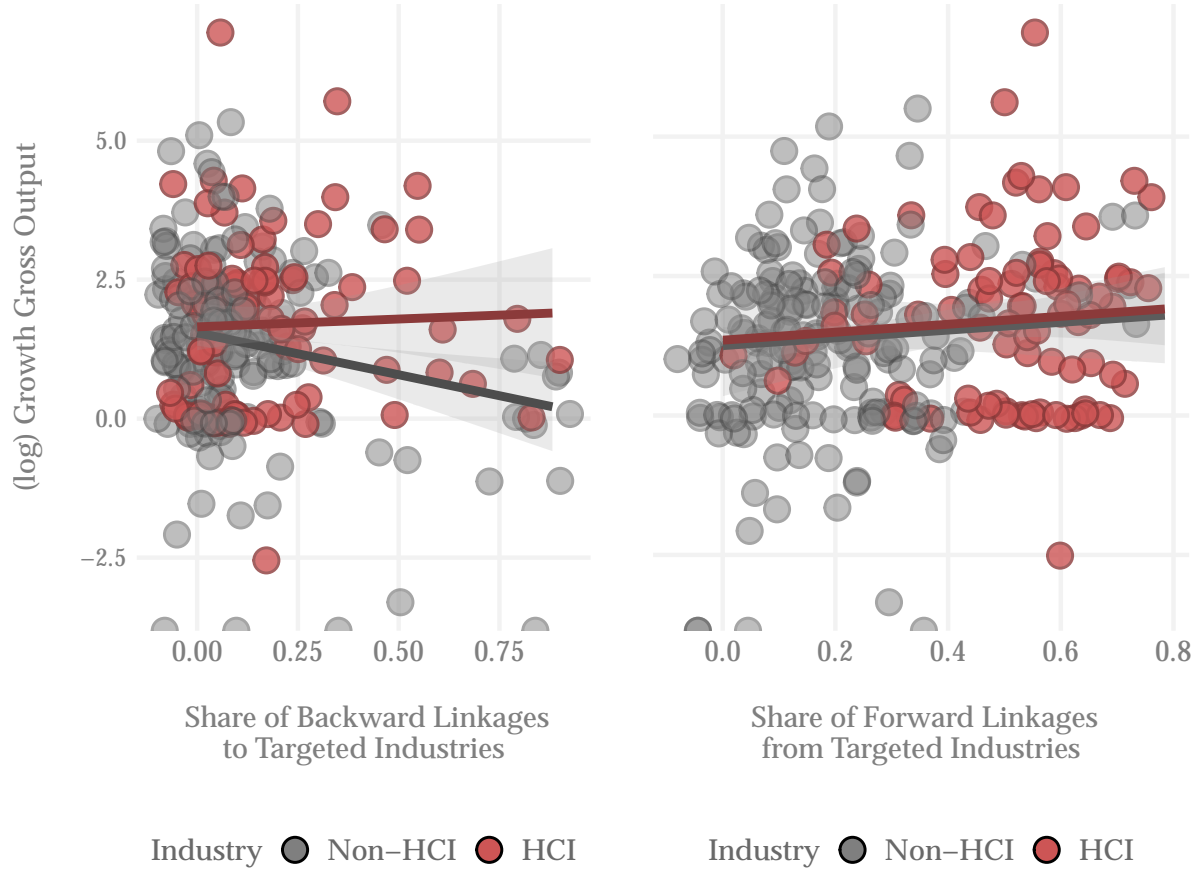 (log) Growth Gross Output
5.0
2.5
0.0
−2.5
0.00 0.25 0.50 0.75
0.0 0.2 0.4 0.6 0.8
Share of Backward Linkages
to Targeted Industries
Share of Forward Linkages
from Targeted Industries
Industry Non−HCI HCI
Industry Non−HCI HCI